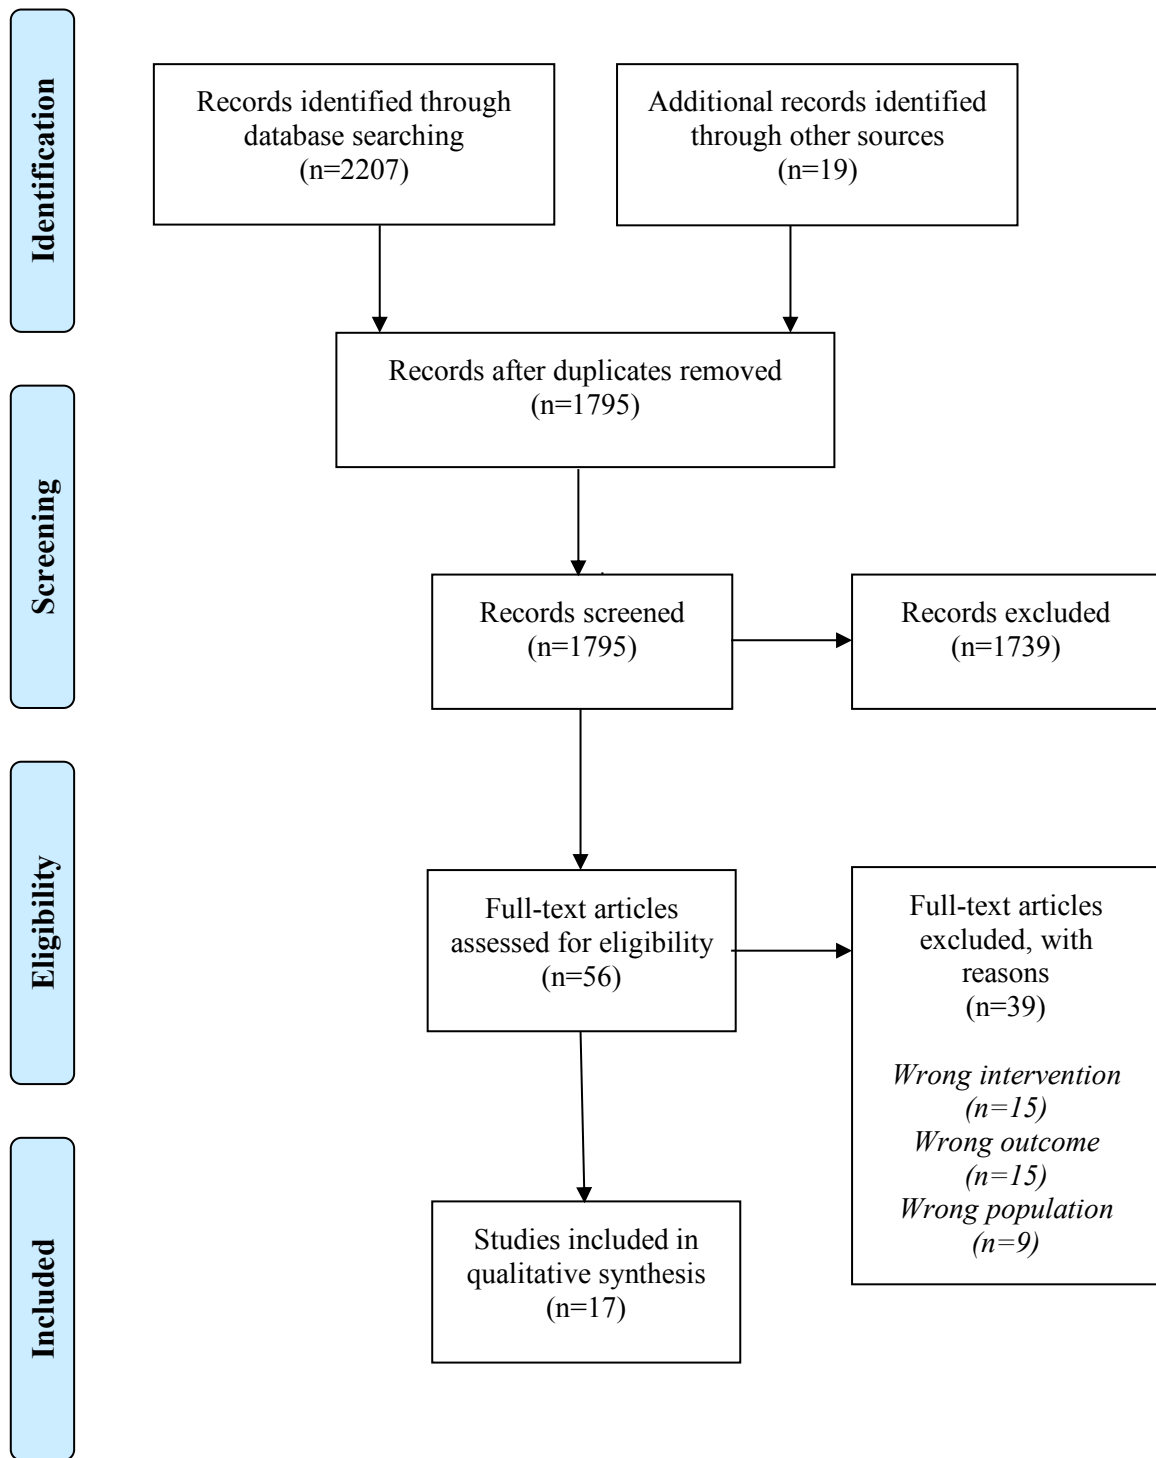 Identification
Records identified through
database searching
(n=2207)
Additional records identified
through other sources
(n=19)
Records after duplicates removed
(n=1795)
Screening
Records screened
(n=1795)
Records excluded
(n=1739)
Eligibility
Full-text articles
assessed for eligibility
(n=56)
Full-text articles
excluded, with
reasons
(n=39)
Wrong intervention
(n=15)
Wrong outcome
(n=15)
Wrong population
(n=9)
Included
Studies included in
qualitative synthesis
(n=17)